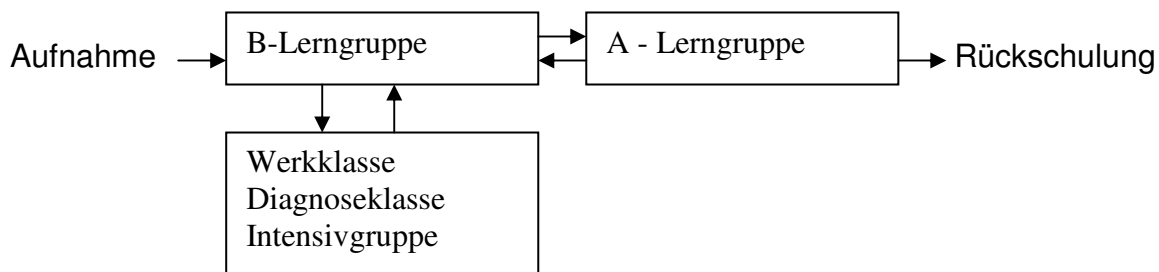 Aufnahme
B-Lerngruppe
A - Lerngruppe
Rückschulung
Werkklasse
Diagnoseklasse
Intensivgruppe